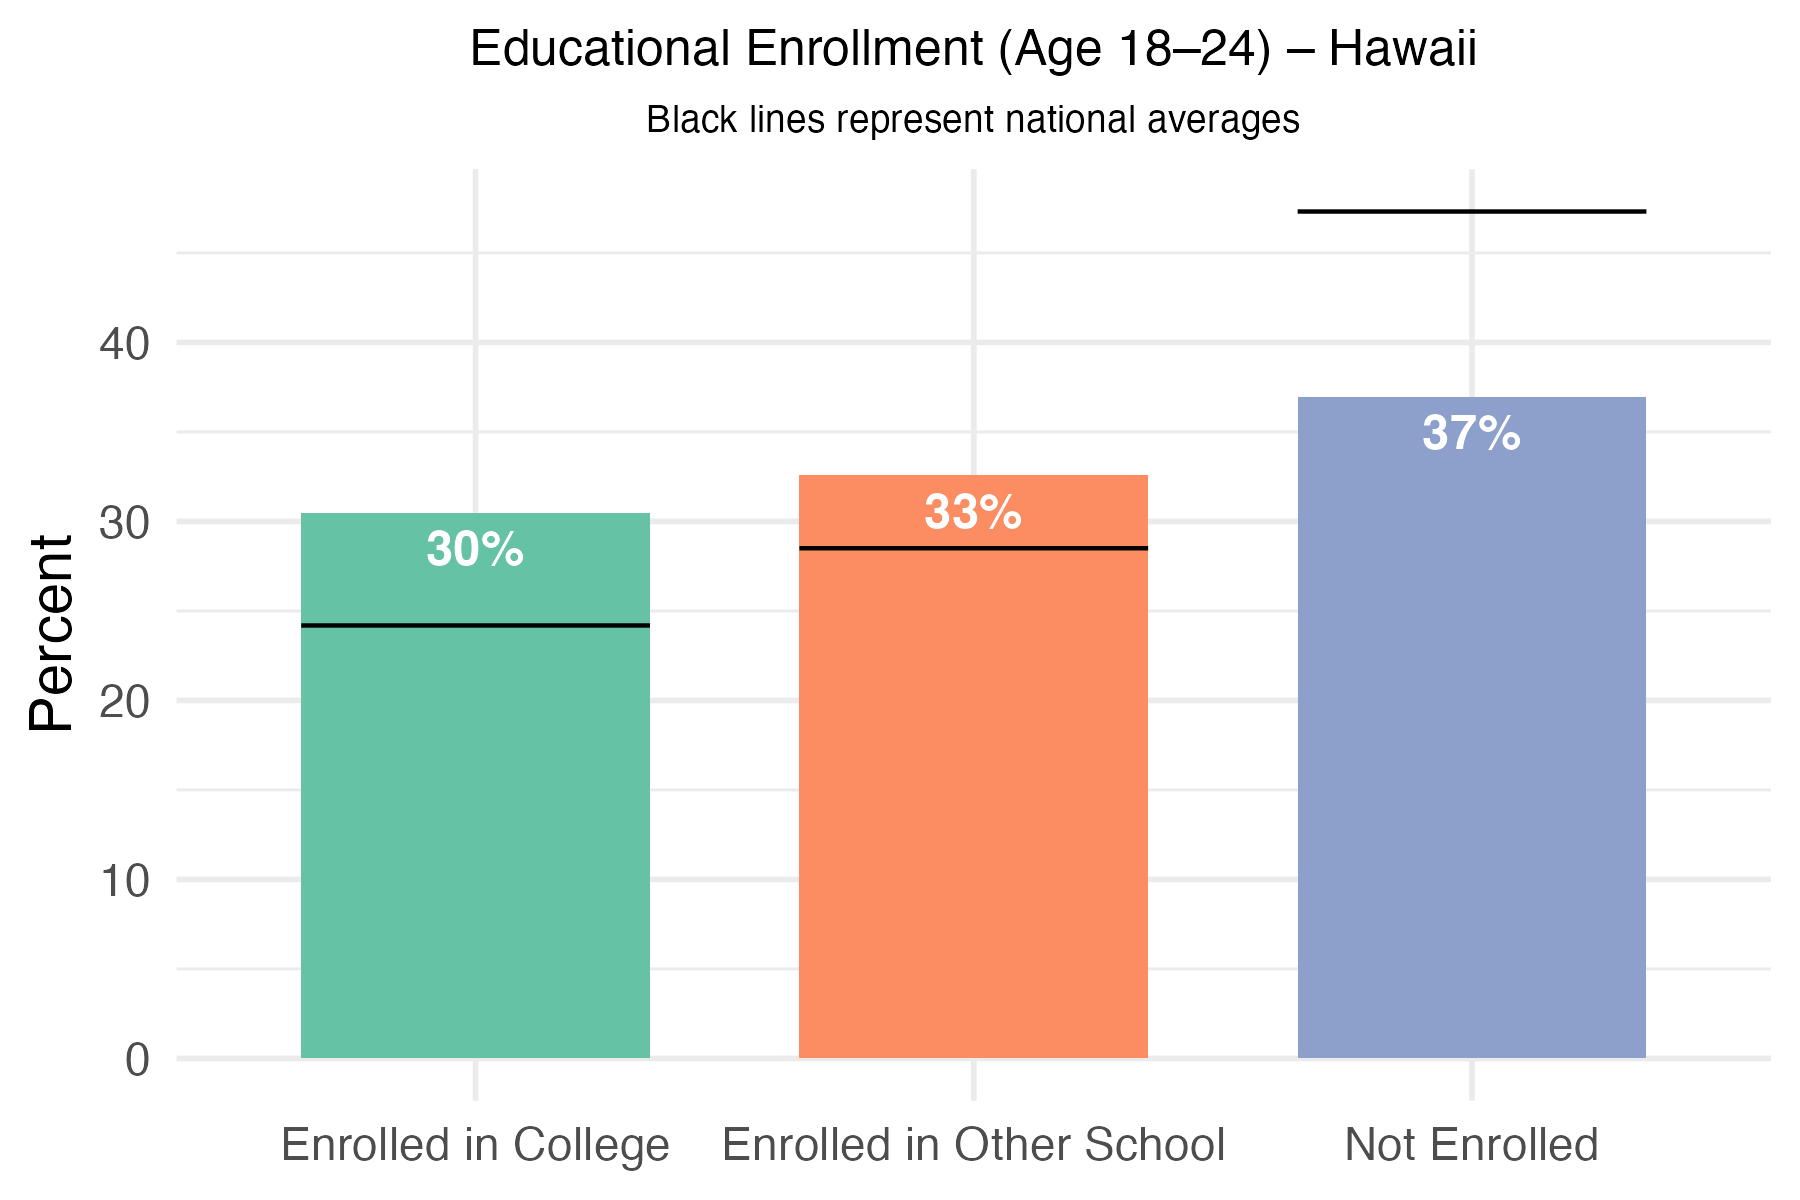 Educational Enrollment (Age 18–24) – Hawaii
Black lines represent national averages
Percent
40
30
20
10
0
30%
33%
37%
Enrolled in College
Enrolled in Other School
Not Enrolled